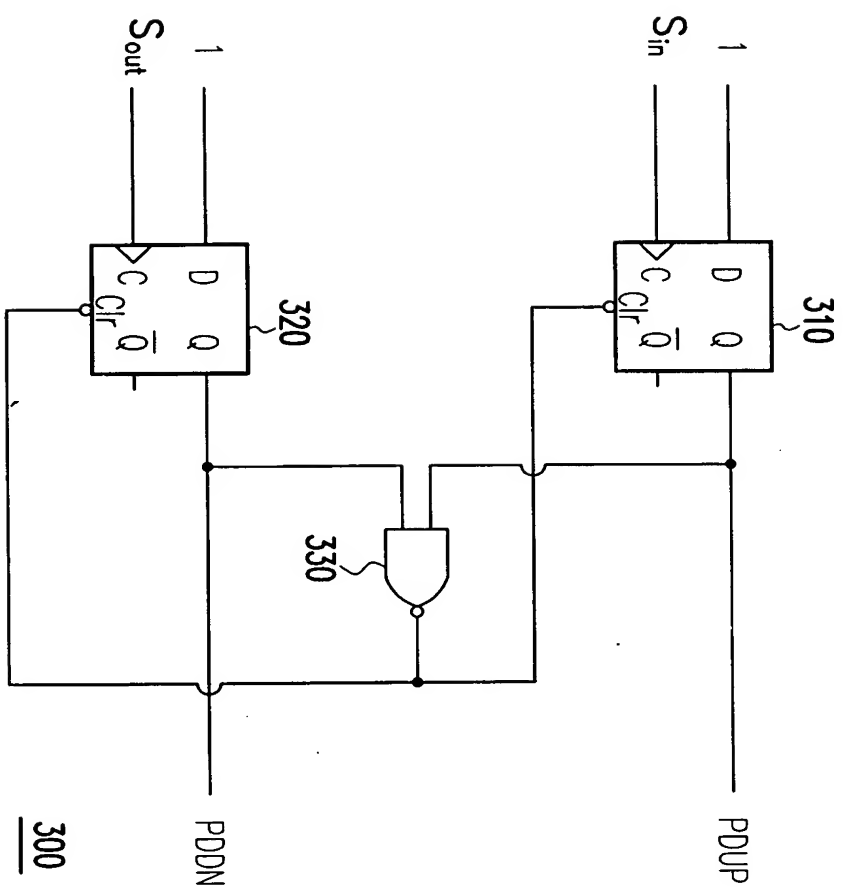 310
1
D
Q
PDUP
S_in
C
Q̅
Clr
330
320
1
D
Q
PDDN
S_out
C
Q̅
Clr
300